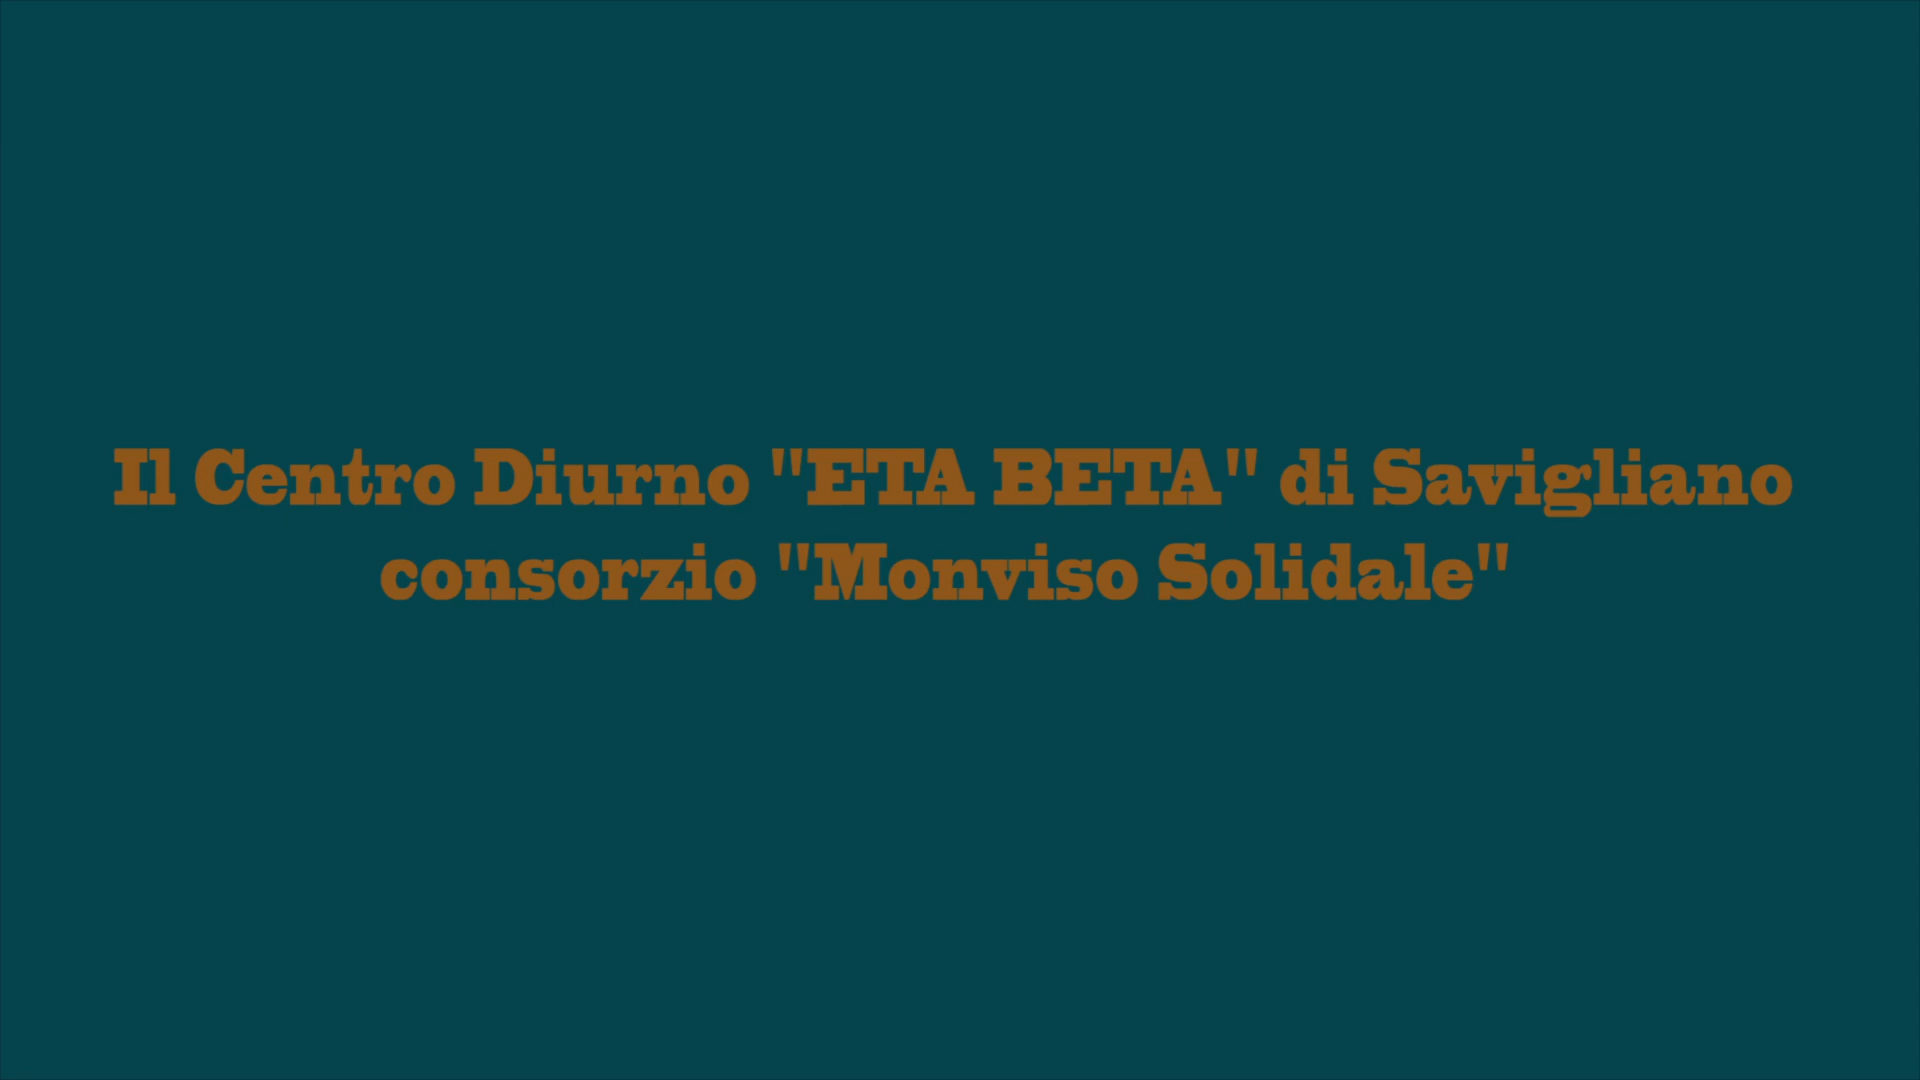 Il Centro Diurno "ETA BETA" di Savigliano
consorzio "Monviso Solidale"